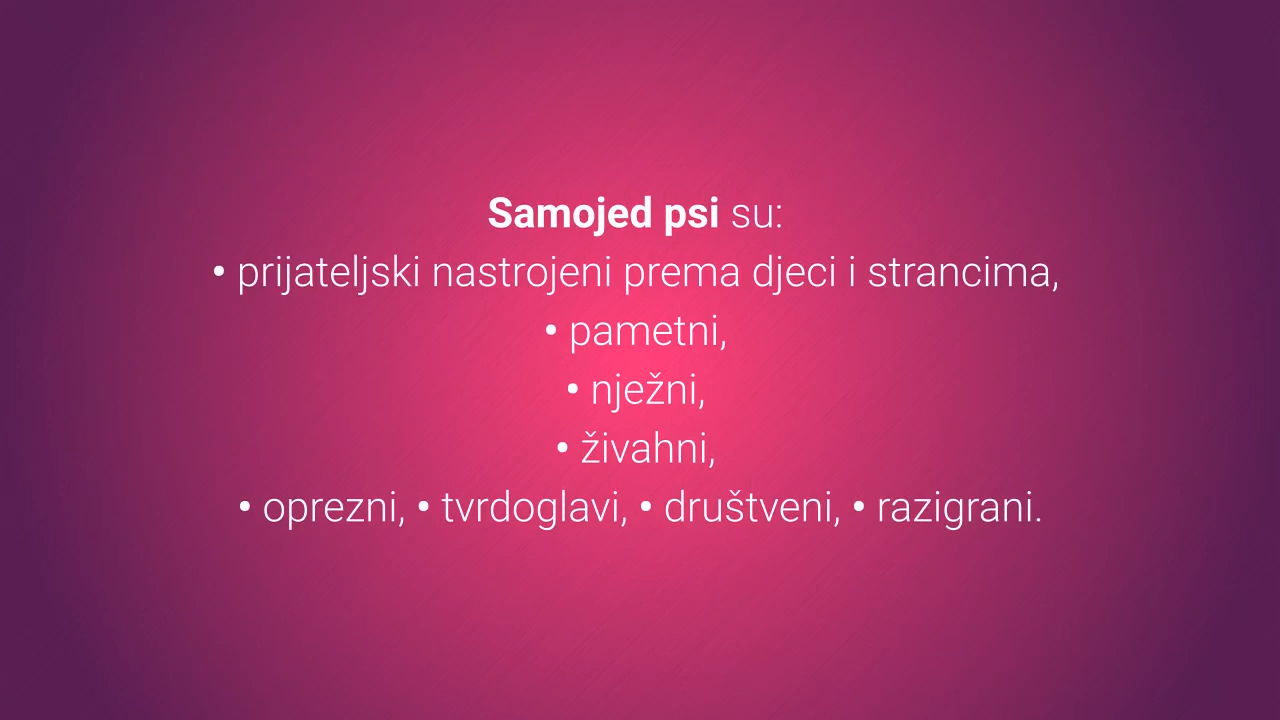 Samojed psi su:
• prijateljski nastrojeni prema djeci i strancima,
• pametni,
• nježni,
• živahni,
• oprezni, • tvrdoglavi, • društveni, • razigrani.